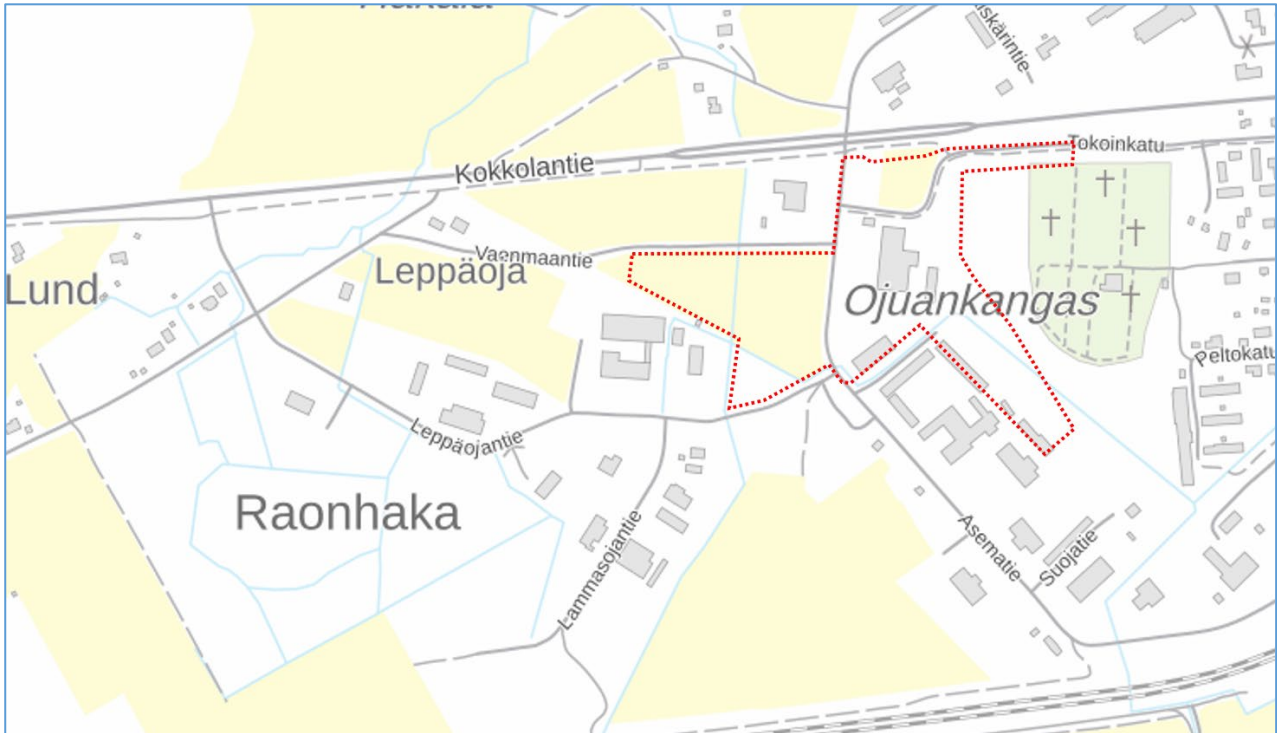 Tokoinkatu
Kokkolantie
Vaenmaantie
Leppäoja
Lund
Ojuankangas
Peltokatu
Leppäojantie
Raonhaka
Lammasojantie
Asematie
Suojatie